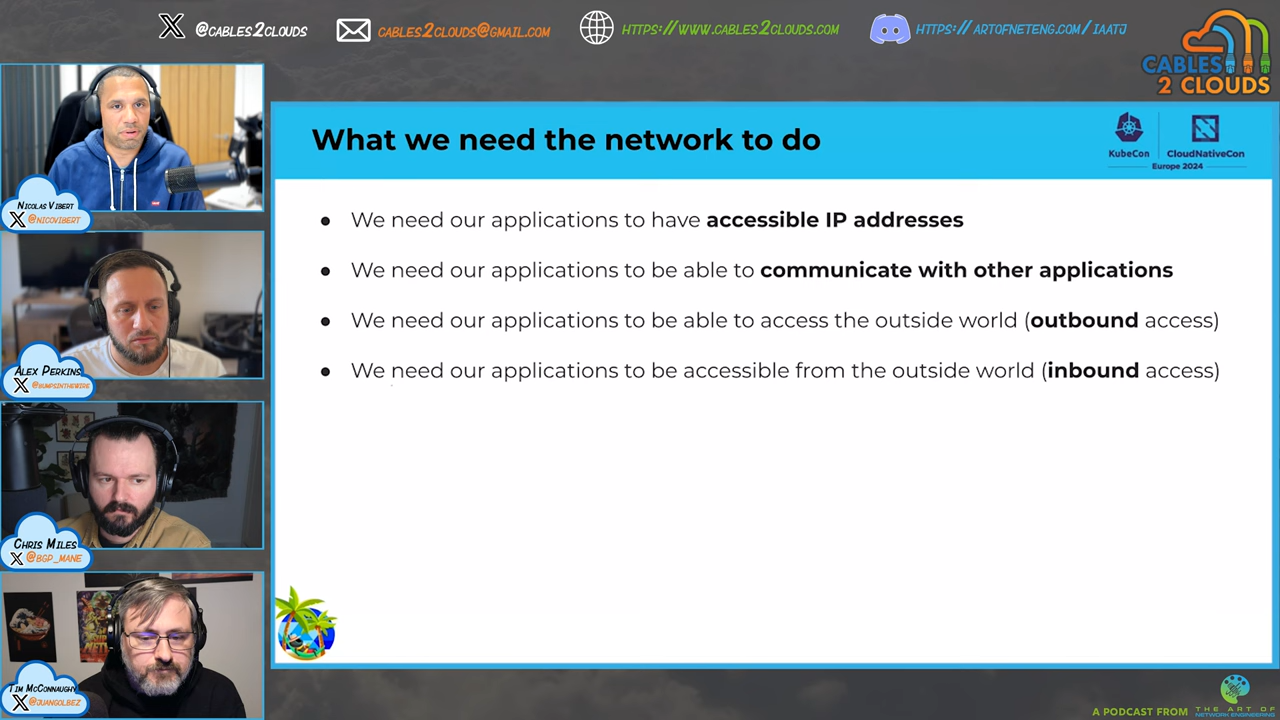 @CABLES2CLOUDS
CABLES2CLOUDS@GMAIL.COM
HTTPS://WWW.CABLES2CLOUDS.COM
HTTPS://ARTOFNETENG.COM/IAATJ
CABLES
2 CLOUDS
What we need the network to do
KubeCon
CloudNativeCon
Europe 2024
• We need our applications to have accessible IP addresses
• We need our applications to be able to communicate with other applications
• We need our applications to be able to access the outside world (outbound access)
• We need our applications to be accessible from the outside world (inbound access)
NICOLAS VIBERT
@NICOVIBERT
ALEX PERKINS
@BUMPSINTHEWIRE
CHRIS MILES
@BGP_MANE
TIM MCCONNAUGHY
@JUANGOLBEZ
A PODCAST FROM
THE ART OF
NETWORK ENGINEERING